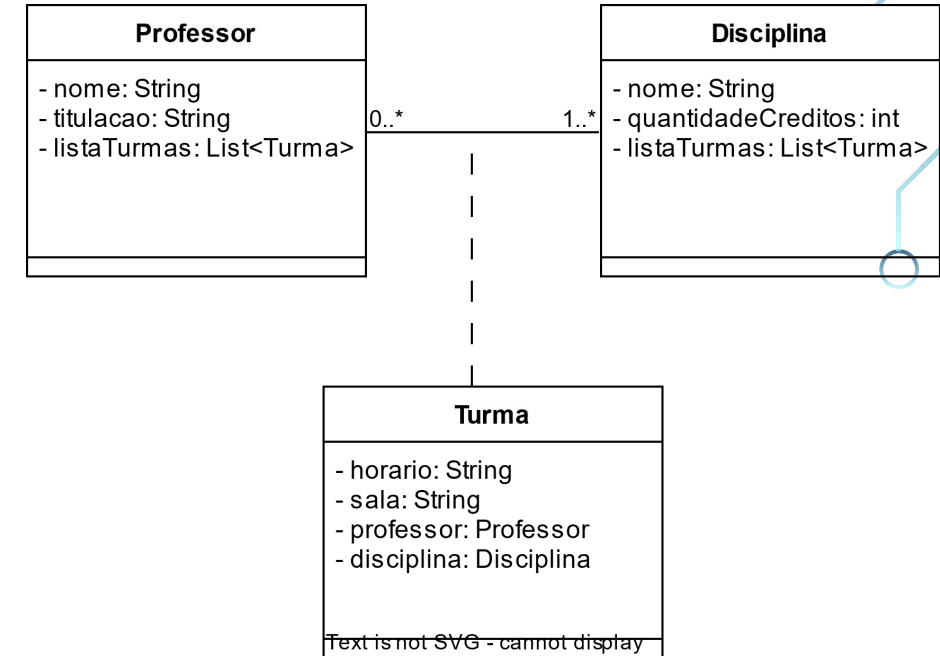 Professor
- nome: String
- titulacao: String
- listaTurmas: List<Turma>
0..*
1..*
Disciplina
- nome: String
- quantidadeCreditos: int
- listaTurmas: List<Turma>
Turma
- horario: String
- sala: String
- professor: Professor
- disciplina: Disciplina
Text is not SVG - cannot display